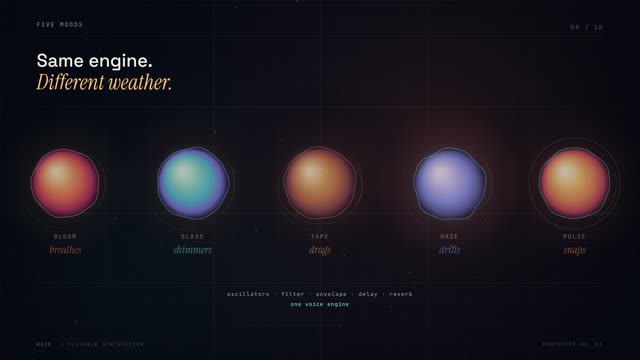 FIVE MOODS
09 / 10
Same engine.
Different weather.
BLOOM
breathes
GLASS
shimmers
TAPE
drags
HAZE
drifts
PULSE
snaps
oscillators · filter · envelope · delay · reverb
one voice engine
A PLAYABLE SYNTHESIZER
PROTOTYPE NO. 01